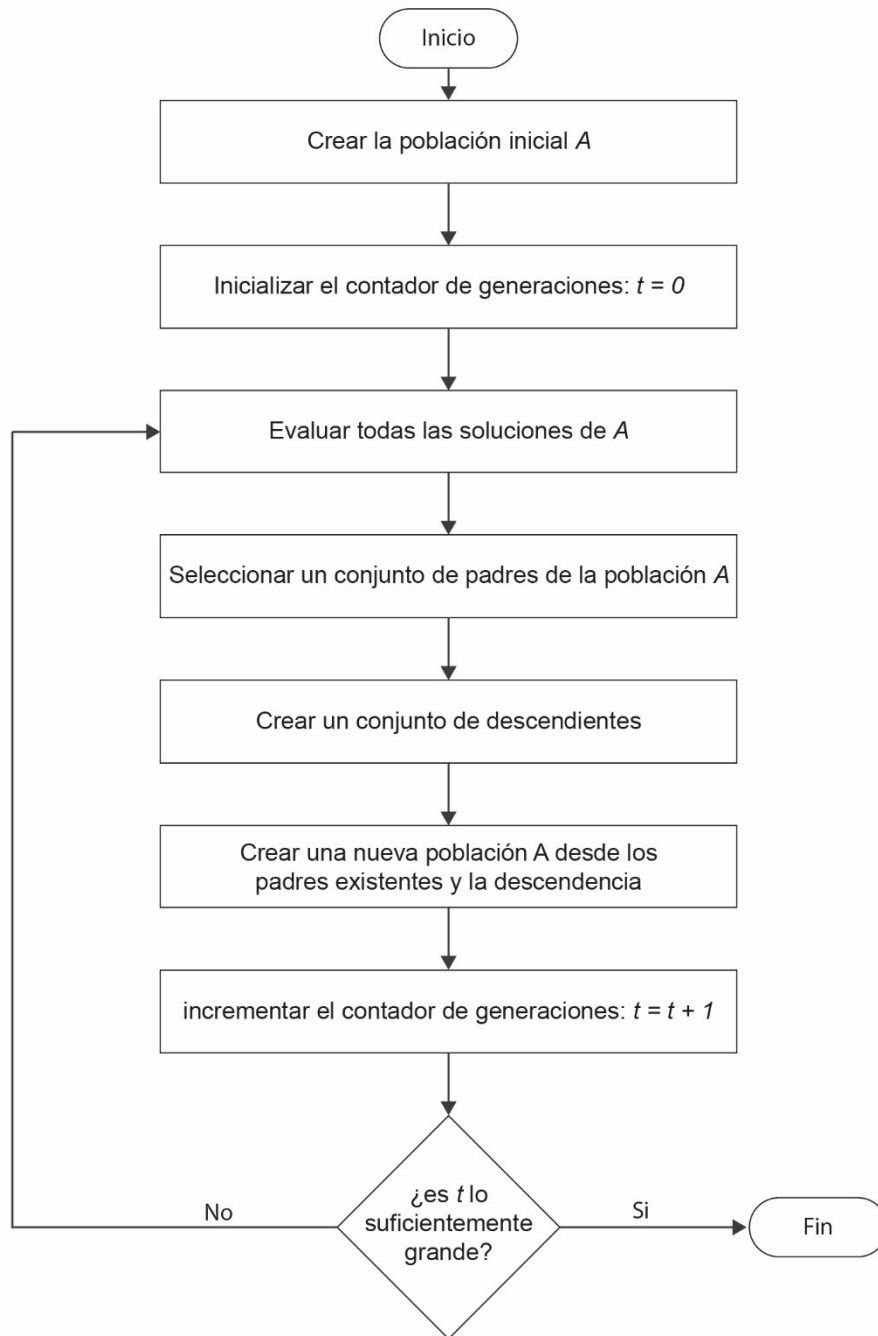 Inicio
Crear la población inicial A
Inicializar el contador de generaciones: t = 0
Evaluar todas las soluciones de A
Seleccionar un conjunto de padres de la población A
Crear un conjunto de descendientes
Crear una nueva población A desde los
padres existentes y la descendencia
incrementar el contador de generaciones: t = t + 1
¿es t lo
suficientemente
grande?
No
Si
Fin